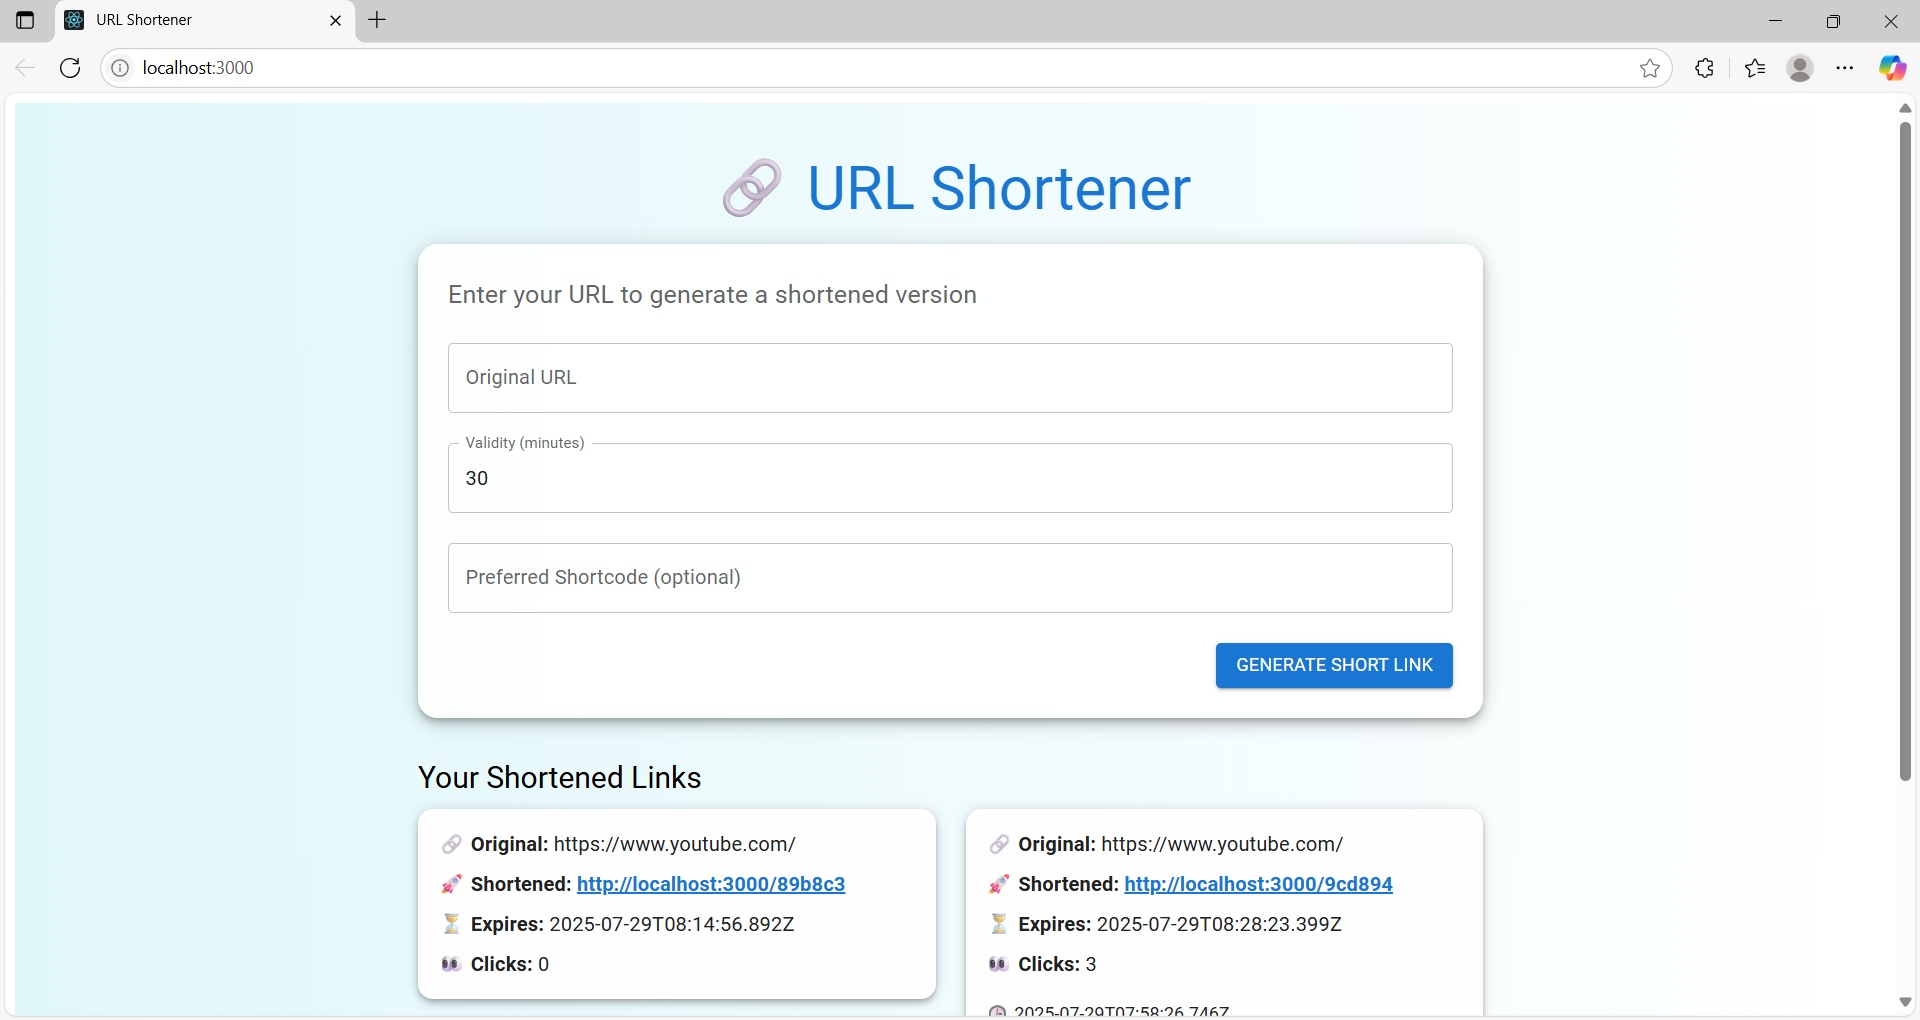 URL Shortener
localhost:3000
URL Shortener
Enter your URL to generate a shortened version
Original URL
Validity (minutes)
30
Preferred Shortcode (optional)
GENERATE SHORT LINK
Your Shortened Links
Original: https://www.youtube.com/
Shortened: http://localhost:3000/89b8c3
Expires: 2025-07-29T08:14:56.892Z
Clicks: 0
Original: https://www.youtube.com/
Shortened: http://localhost:3000/9cd894
Expires: 2025-07-29T08:28:23.399Z
Clicks: 3
2025-07-29T07:58:26.746Z